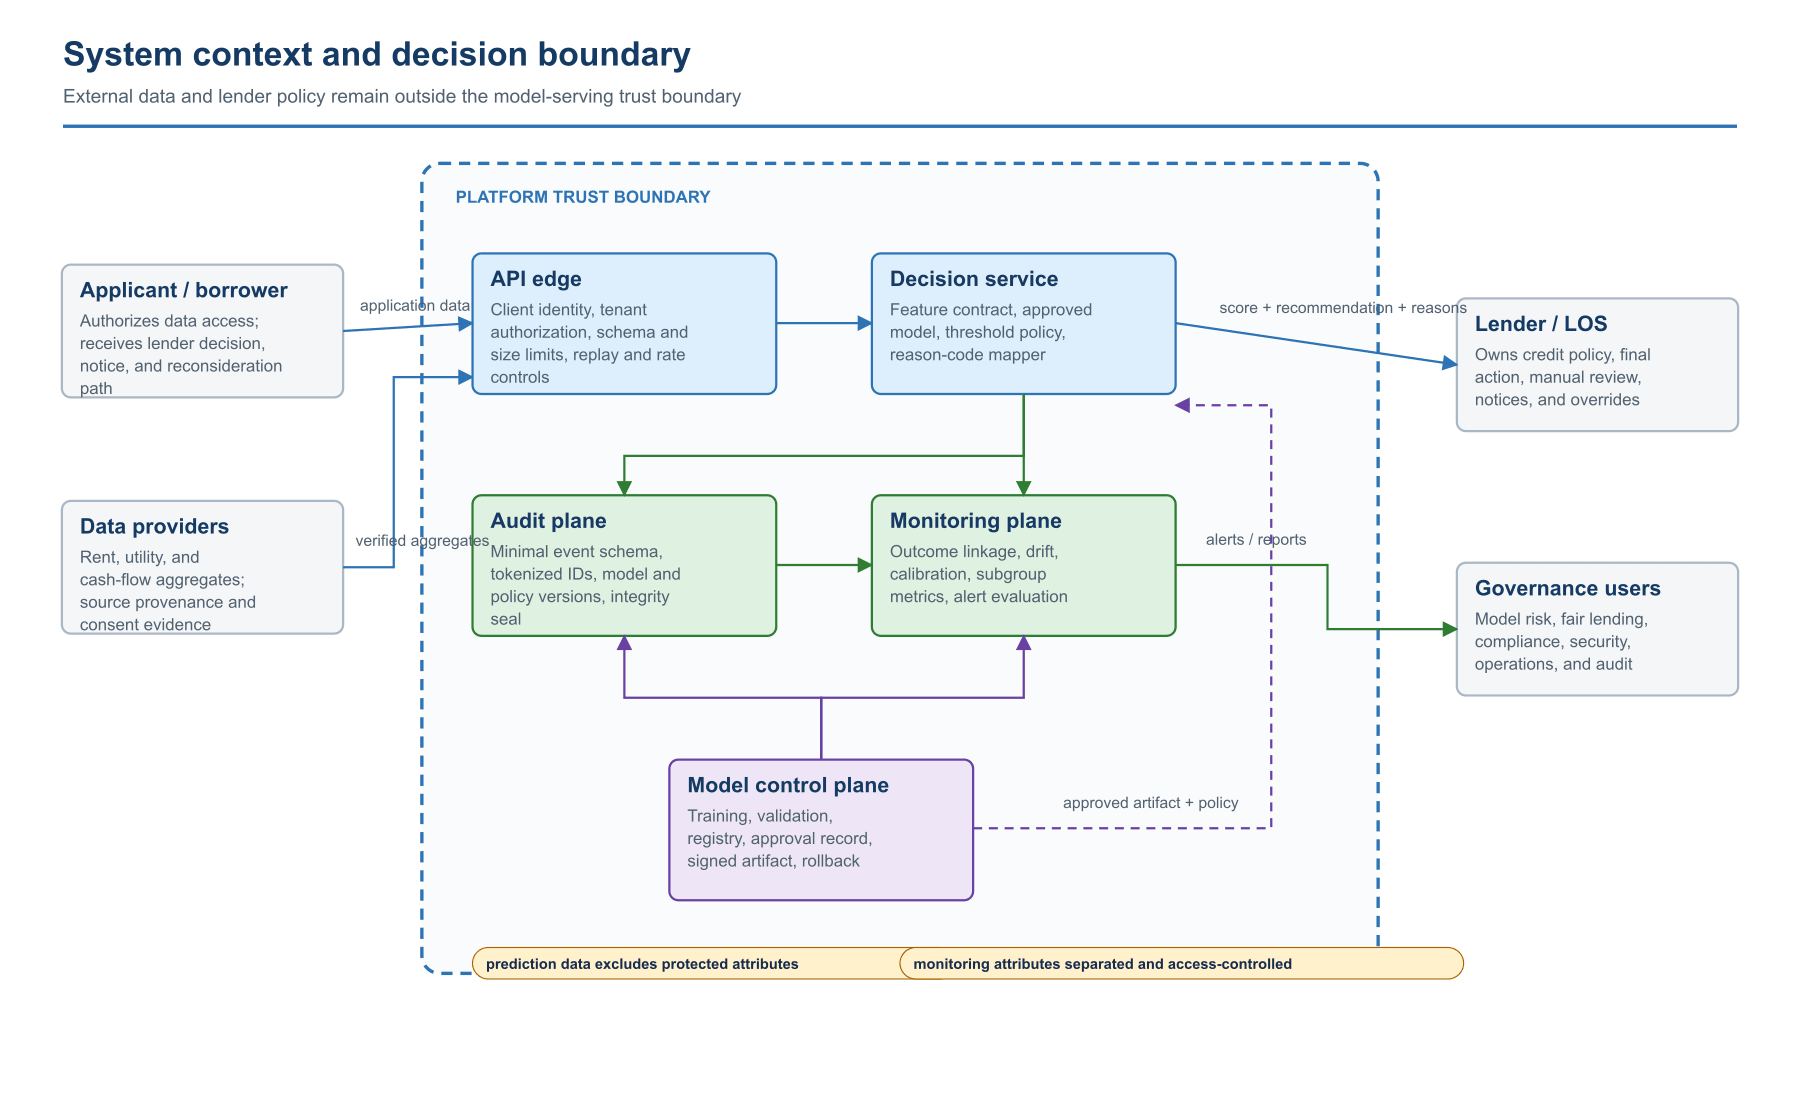 System context and decision boundary
External data and lender policy remain outside the model-serving trust boundary
PLATFORM TRUST BOUNDARY
Applicant / borrower
Authorizes data access;
receives lender decision,
notice, and reconsideration
path
application data
API edge
Client identity, tenant
authorization, schema and
size limits, replay and rate
controls
Decision service
Feature contract, approved
model, threshold policy,
reason-code mapper
score + recommendation + reasons
Lender / LOS
Owns credit policy, final
action, manual review,
notices, and overrides
Data providers
Rent, utility, and
cash-flow aggregates;
source provenance and
consent evidence
verified aggregates
Audit plane
Minimal event schema,
tokenized IDs, model and
policy versions, integrity
seal
Monitoring plane
Outcome linkage, drift,
calibration, subgroup
metrics, alert evaluation
alerts / reports
Governance users
Model risk, fair lending,
compliance, security,
operations, and audit
Model control plane
Training, validation,
registry, approval record,
signed artifact, rollback
approved artifact + policy
prediction data excludes protected attributes
monitoring attributes separated and access-controlled